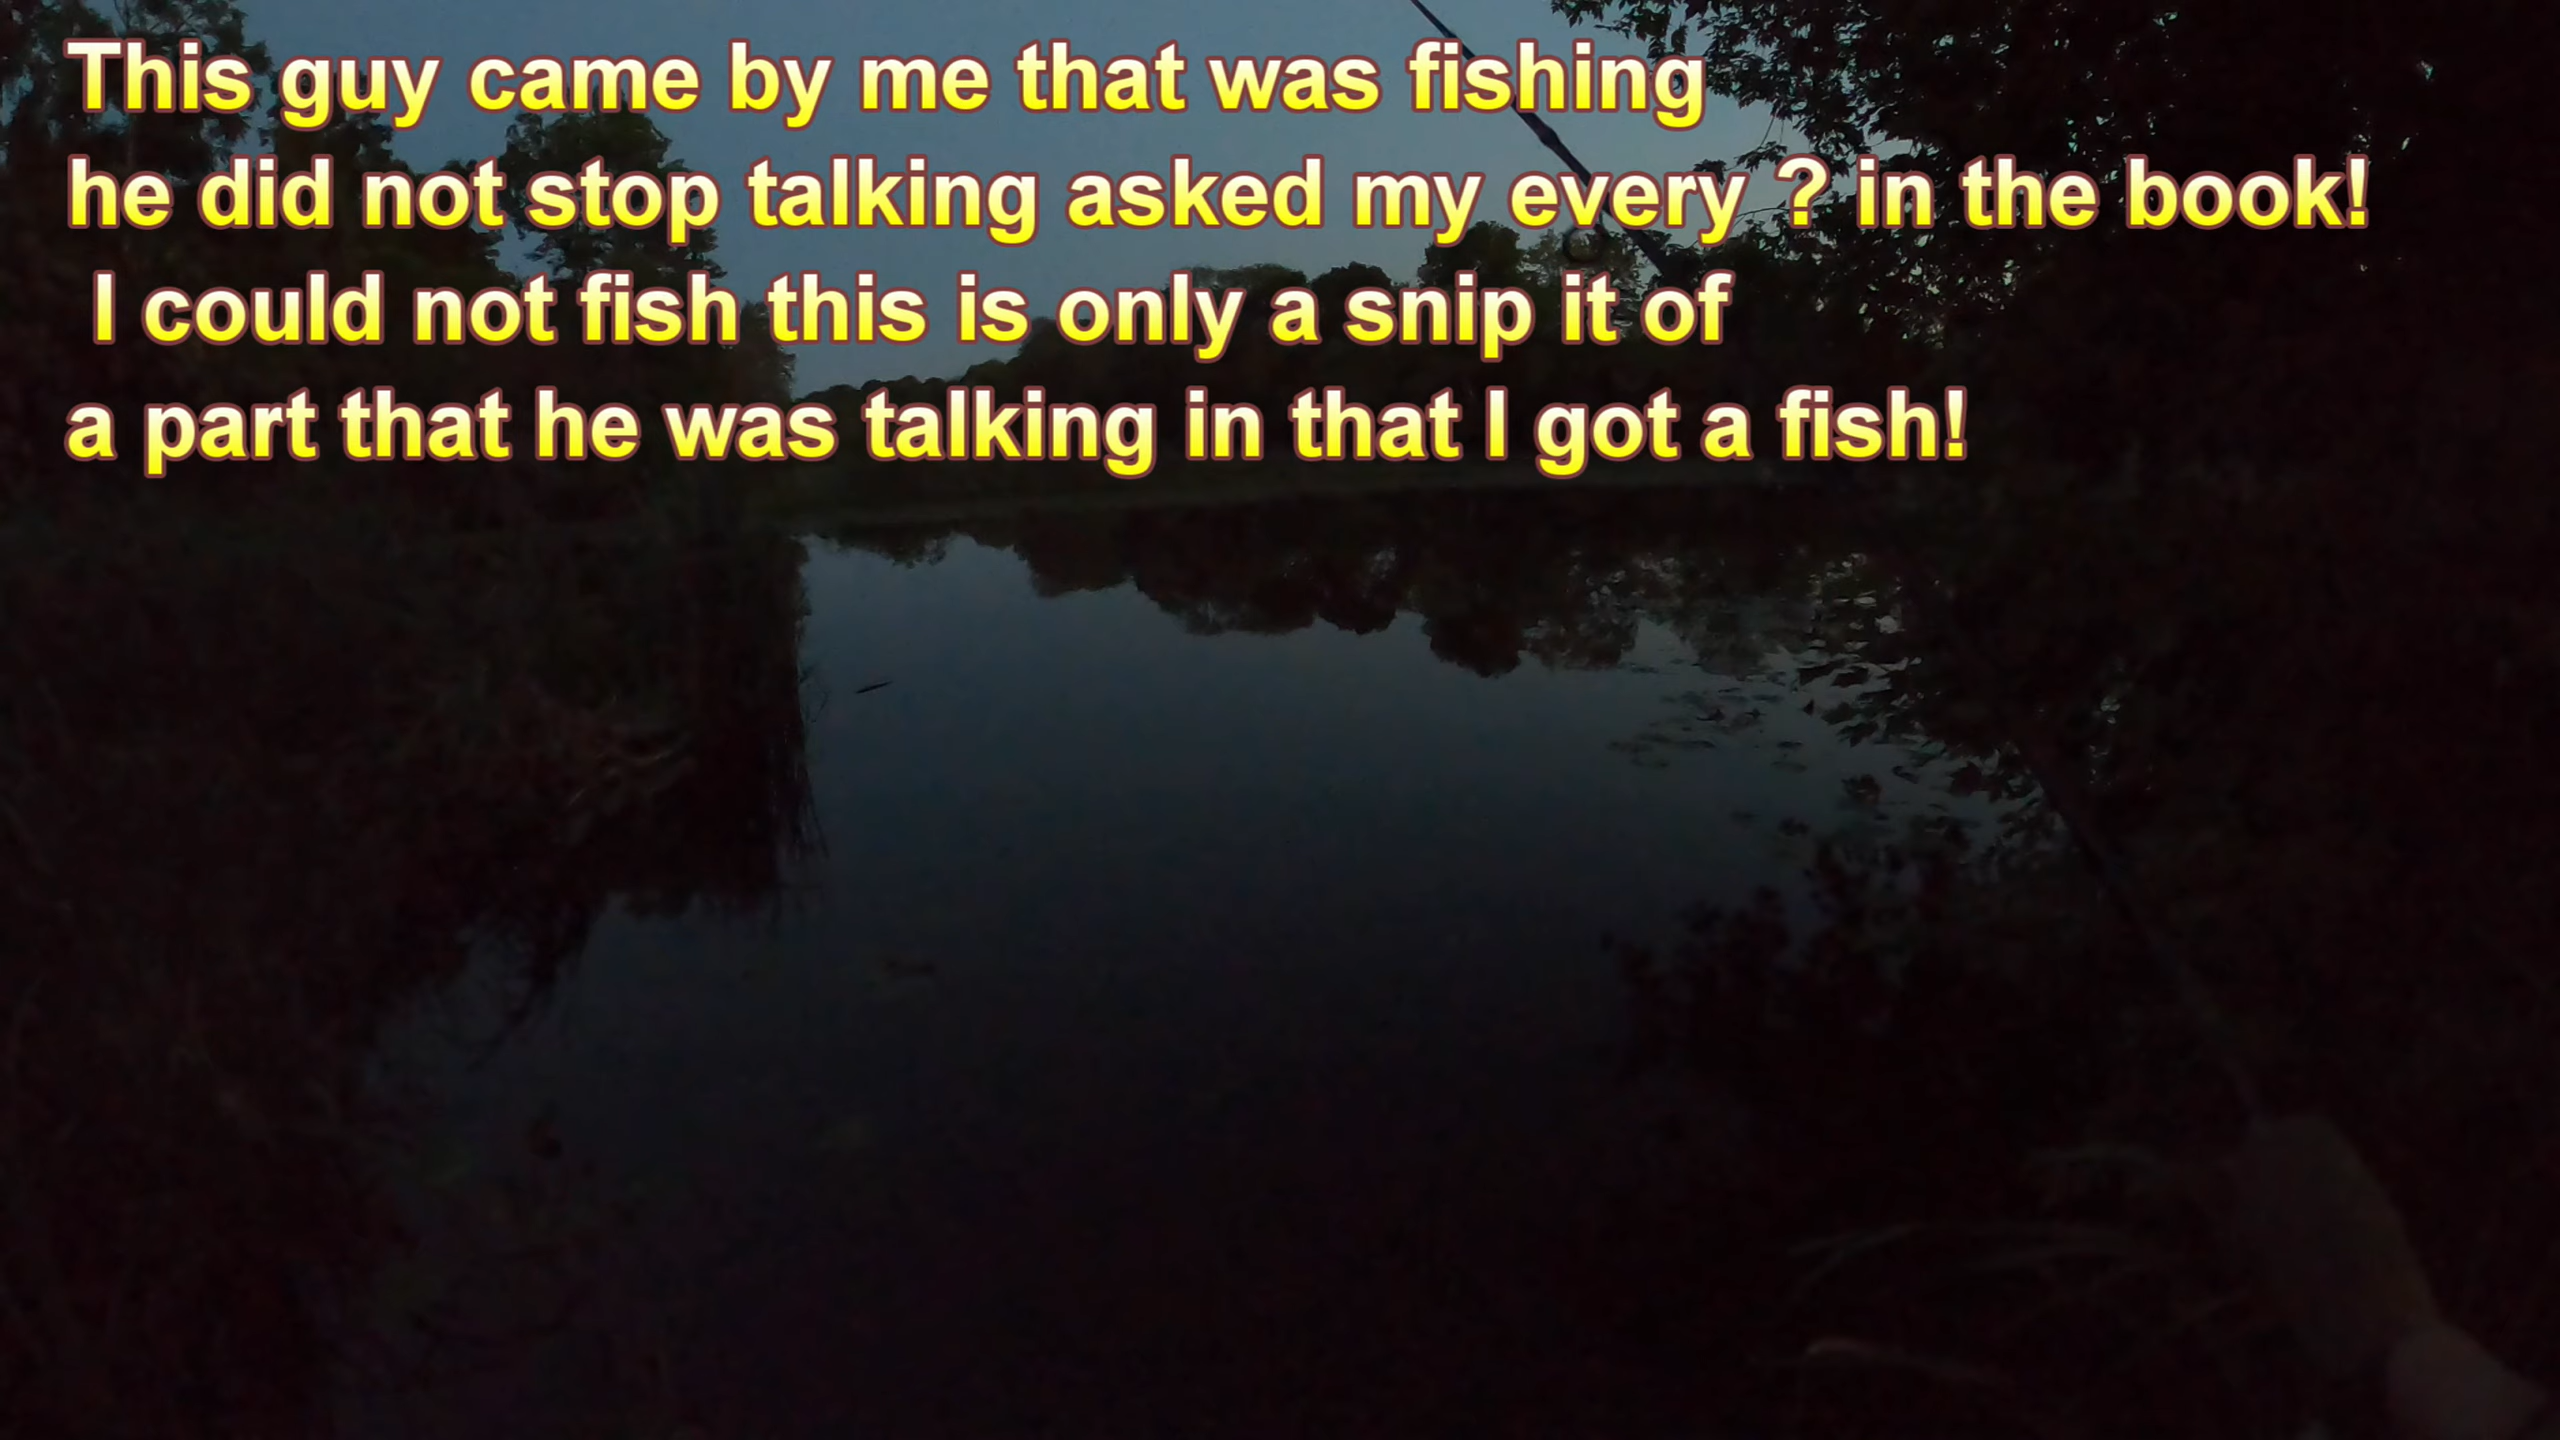 This guy came by me that was fishing
he did not stop talking asked my every ? in the book!
I could not fish this is only a snip it of
a part that he was talking in that I got a fish!